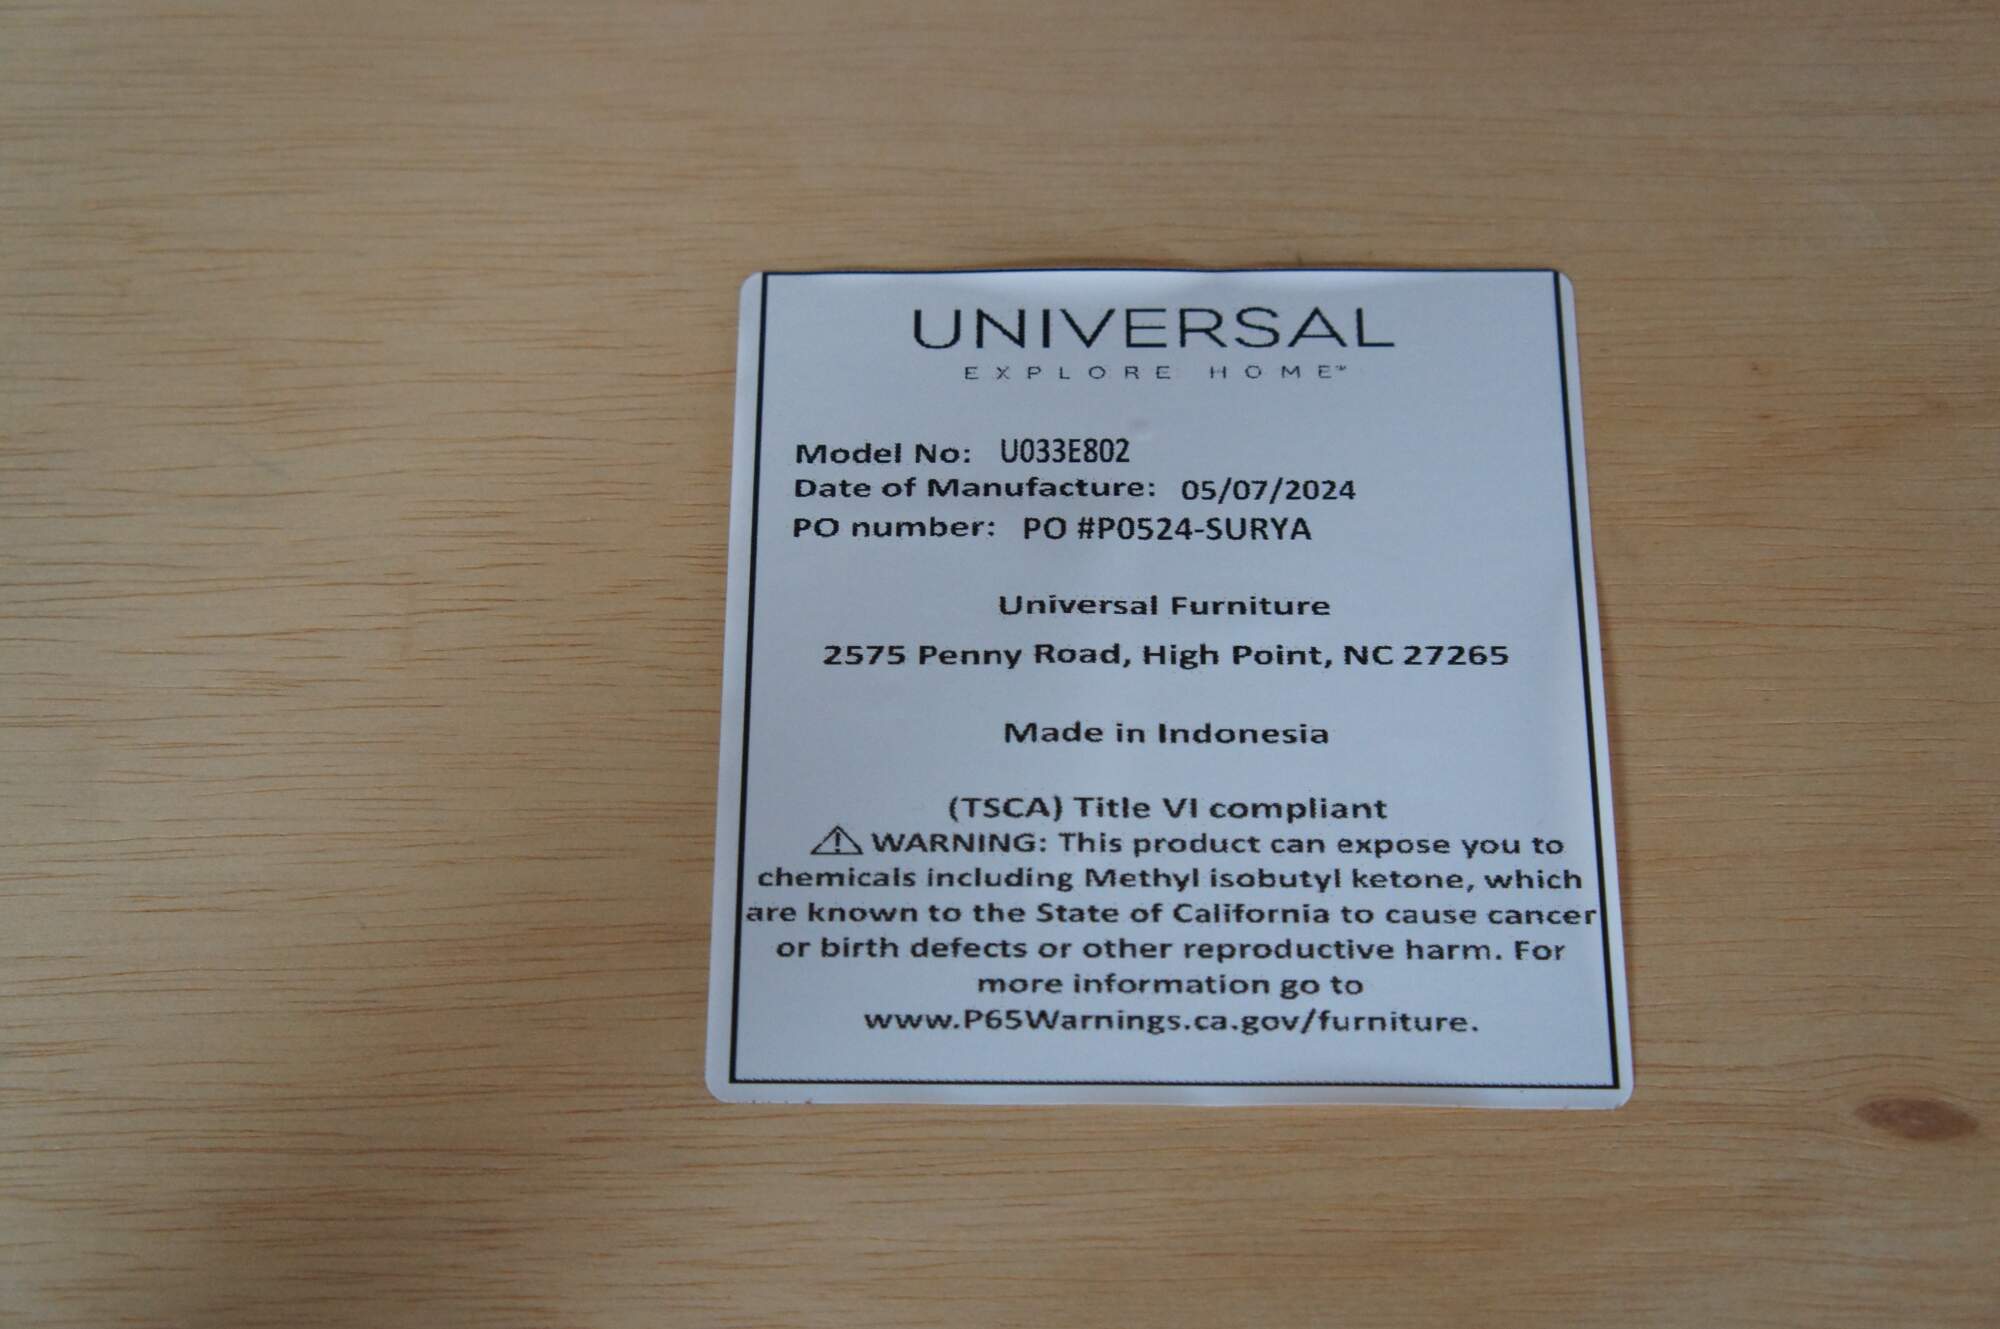 UNIVERSAL
EXPLORE HOME™
Model No: U033E802
Date of Manufacture: 05/07/2024
PO number: PO #P0524-SURYA
Universal Furniture
2575 Penny Road, High Point, NC 27265
Made in Indonesia
(TSCA) Title VI compliant
⚠ WARNING: This product can expose you to
chemicals including Methyl isobutyl ketone, which
are known to the State of California to cause cancer
or birth defects or other reproductive harm. For
more information go to
www.P65Warnings.ca.gov/furniture.